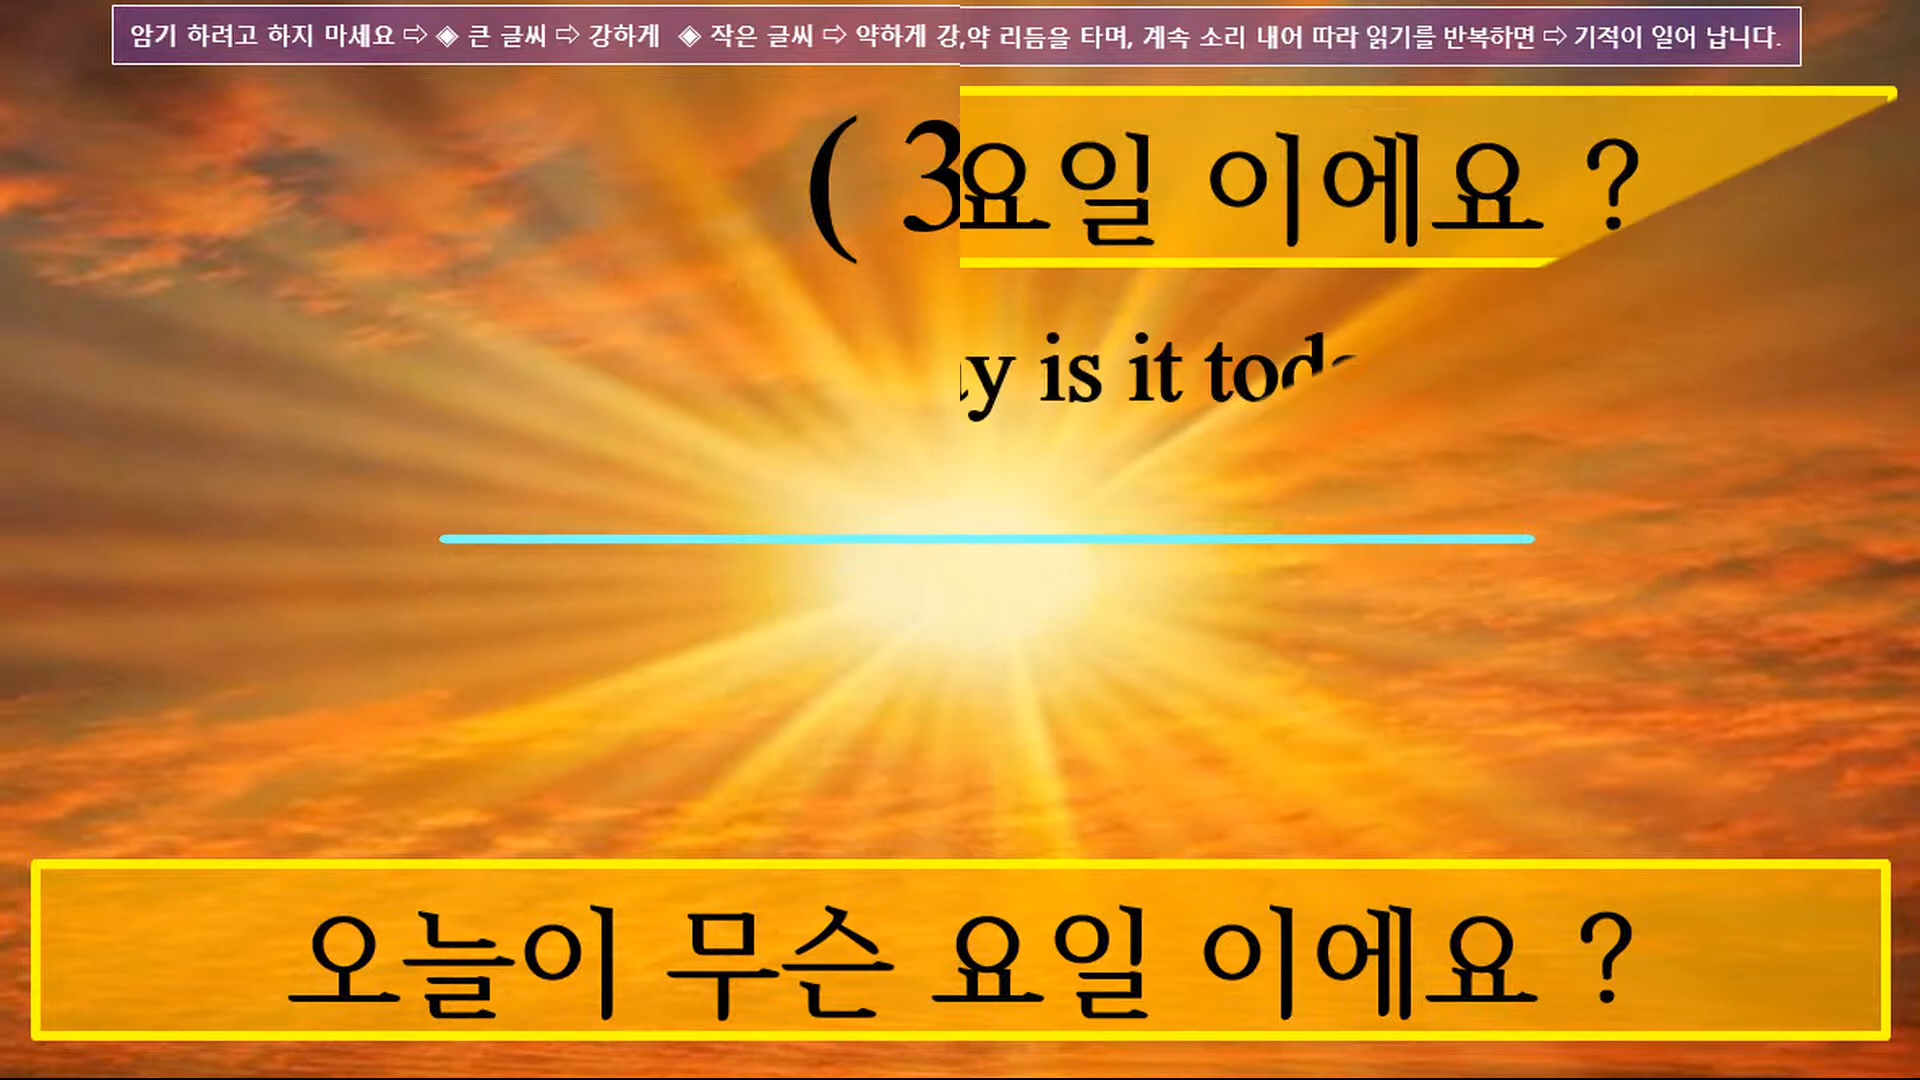 암기 하려고 하지 마세요 ⇨ ◈ 큰 글씨 ⇨ 강하게 ◈ 작은 글씨 ⇨ 약하게 강,약 리듬을 타며, 계속 소리 내어 따라 읽기를 반복하면 ⇨ 기적이 일어 납니다.
( 3 요일 이에요 ?
is it
오늘이 무슨 요일 이에요 ?